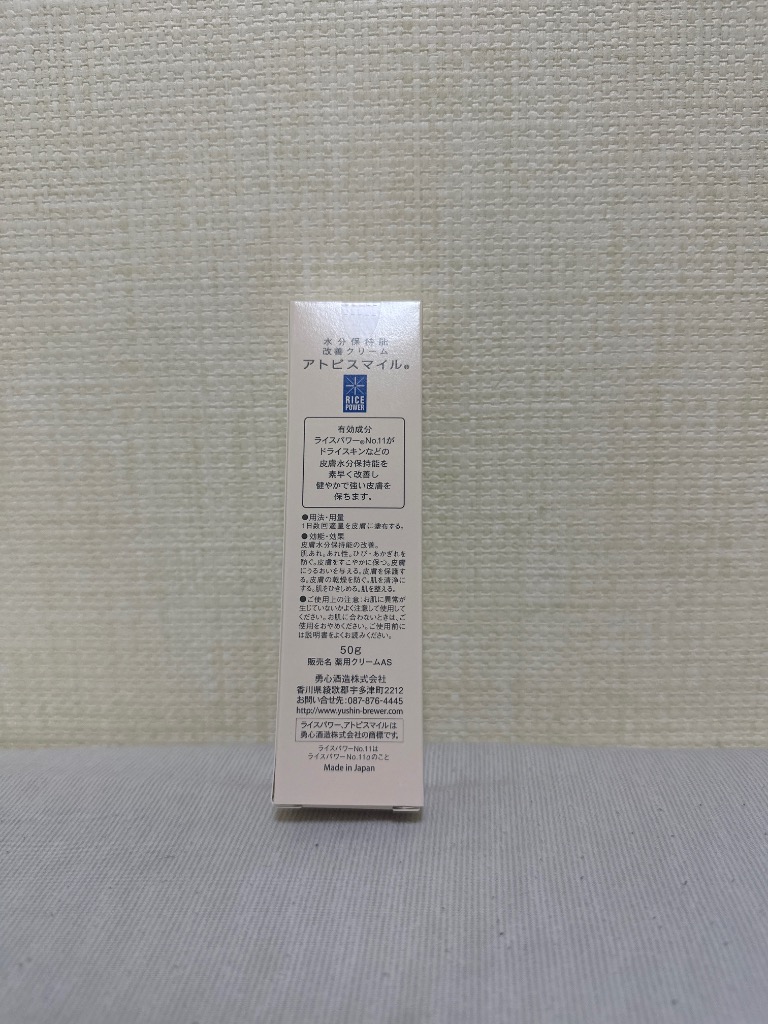 水分保持能
改善クリーム
アトピスマイル®
RICE
POWER
有効成分
ライスパワー®No.11が
ドライスキンなどの
皮膚水分保持能を
素早く改善し
健やかで強い皮膚を
保ちます。
●用法・用量
1日数回適量を皮膚に塗布する。
●効能・効果
皮膚水分保持能の改善。
肌あれ。あれ性。ひび・あかぎれを
防ぐ。皮膚をすこやかに保つ。皮膚
にうるおいを与える。皮膚を保護す
る。皮膚の乾燥を防ぐ。肌を清浄に
する。肌をひきしめる。肌を整える。
●ご使用上の注意:お肌に異常が
生じていないかよく注意して使用して
ください。お肌に合わないときは、ご
使用をおやめください。ご使用前に
は説明書をよくお読みください。
50g
販売名 薬用クリームAS
勇心酒造株式会社
香川県綾歌郡宇多津町2212
お問い合せ先:087-876-4445
http://www.yushin-brewer.com
ライスパワー、アトピスマイルは
勇心酒造株式会社の商標です。
ライスパワーNo.11は
ライスパワーNo.11αのこと
Made in Japan